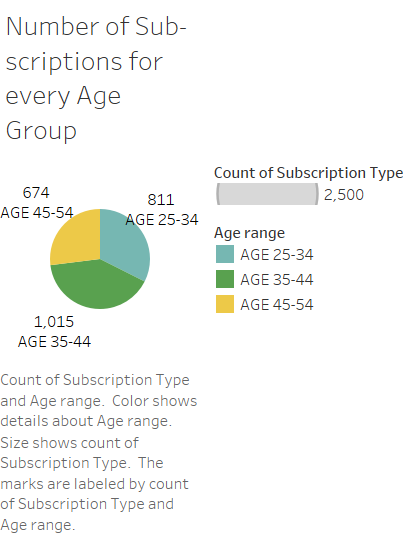 Number of Sub-
scriptions for
every Age
Group
Count of Subscription Type
2,500
Age range
AGE 25-34
AGE 35-44
AGE 45-54
674
AGE 45-54
811
AGE 25-34
1,015
AGE 35-44
Count of Subscription Type
and Age range.  Color shows
details about Age range.
Size shows count of
Subscription Type.  The
marks are labeled by count
of Subscription Type and
Age range.